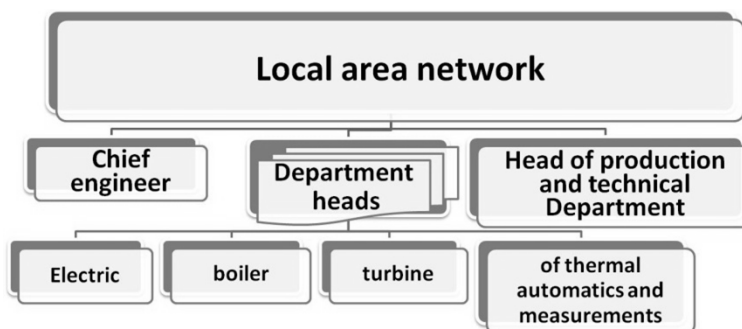 Local area network
Chief
engineer
Department
heads
Head of production
and technical
Department
Electric
boiler
turbine
of thermal
automatics and
measurements